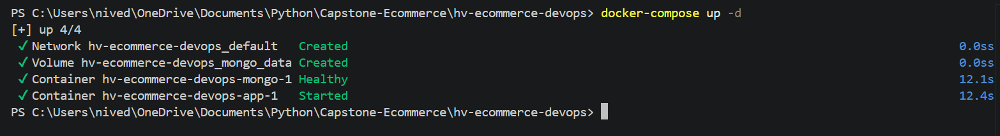 PS C:\Users\nived\OneDrive\Documents\Python\Capstone-Ecommerce\hv-ecommerce-devops> docker-compose up -d
[+] up 4/4
✓ Network hv-ecommerce-devops_default Created 0.0ss
✓ Volume hv-ecommerce-devops_mongo_data Created 0.0ss
✓ Container hv-ecommerce-devops-mongo-1 Healthy 12.1s
✓ Container hv-ecommerce-devops-app-1 Started 12.4s
PS C:\Users\nived\OneDrive\Documents\Python\Capstone-Ecommerce\hv-ecommerce-devops>